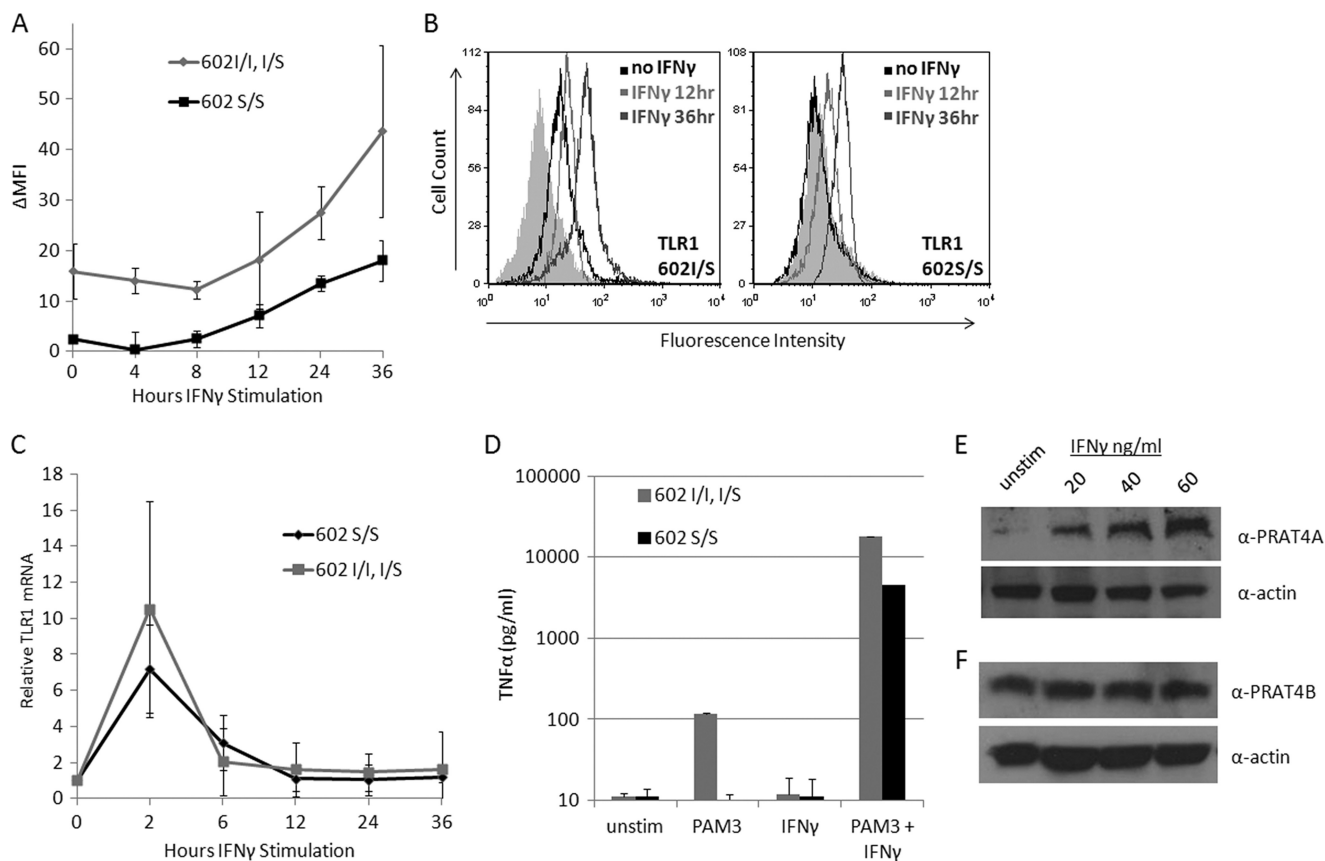 A
602I/I, I/S
602 S/S
60
50
40
30
20
10
0
ΔMFI
0 4 8 12 24 36
Hours IFNγ Stimulation
B
112
84
56
28
0
Cell Count
no IFNγ
IFNγ 12hr
IFNγ 36hr
TLR1
602I/S
10⁰ 10¹ 10² 10³ 10⁴
108
81
54
27
0
no IFNγ
IFNγ 12hr
IFNγ 36hr
TLR1
602S/S
10⁰ 10¹ 10² 10³ 10⁴
Fluorescence Intensity
C
18
16
14
12
10
8
6
4
2
0
Relative TLR1 mRNA
602 S/S
602 I/I, I/S
0 2 6 12 24 36
Hours IFNγ Stimulation
D
100000
10000
1000
100
10
TNFα (pg/ml)
602 I/I, I/S
602 S/S
unstim PAM3 IFNγ PAM3 +
IFNγ
E
unstim
IFNγ ng/ml
20 40 60
α-PRAT4A
α-actin
F
α-PRAT4B
α-actin